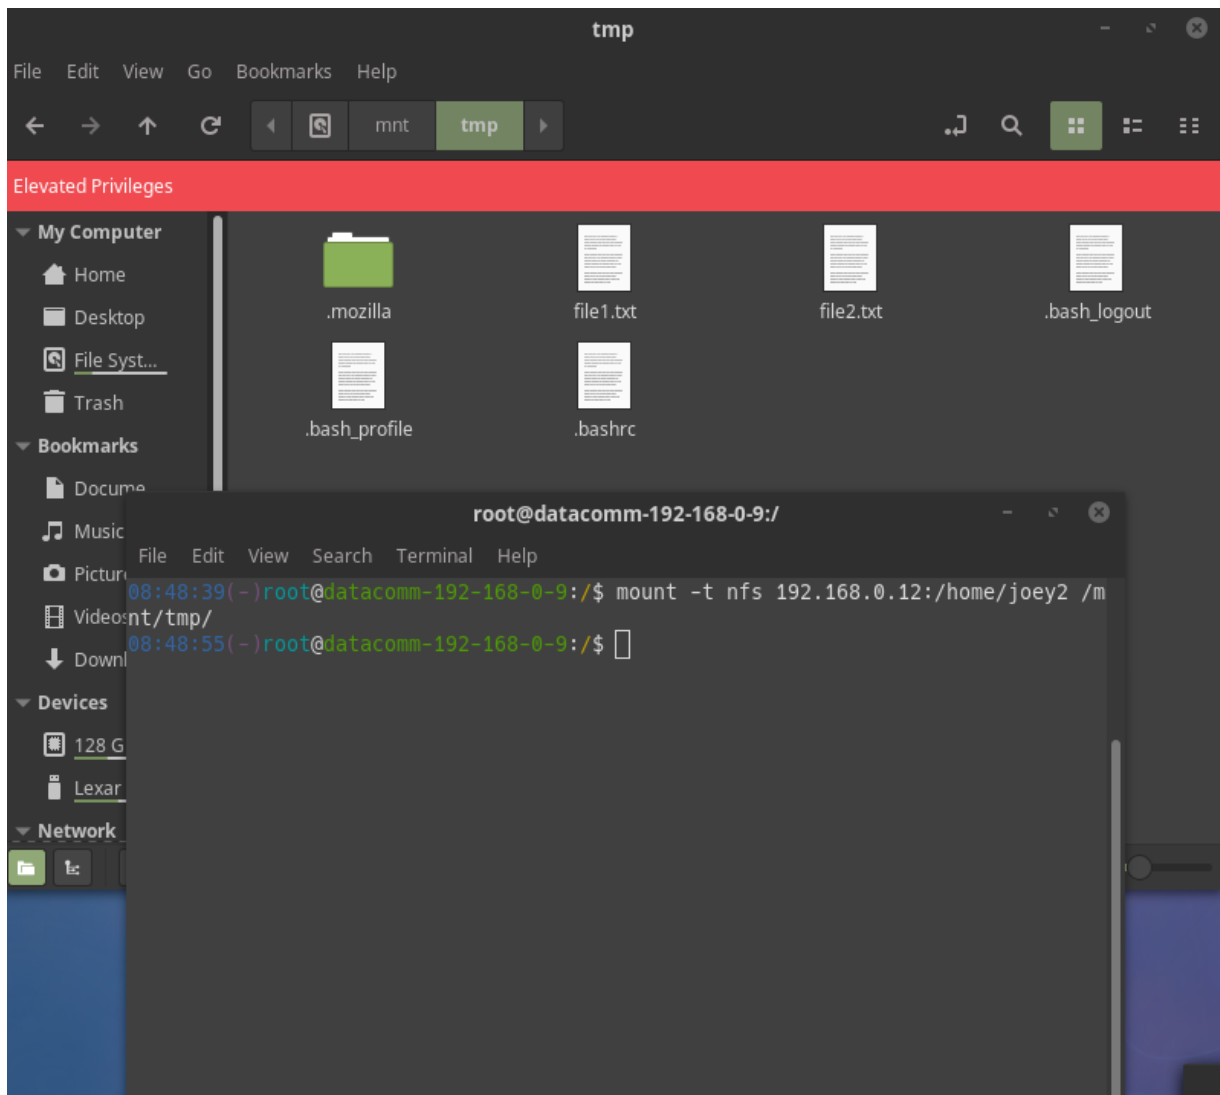 tmp
File Edit View Go Bookmarks Help
mnt tmp
Elevated Privileges
My Computer
Home
Desktop
File Syst...
Trash
Bookmarks
Docume
Music
Pictur
Videos
Downl
Devices
128 G
Lexar
Network
.mozilla file1.txt file2.txt .bash_logout
.bash_profile .bashrc
root@datacomm-192-168-0-9:/
File Edit View Search Terminal Help
08:48:39(-)root@datacomm-192-168-0-9:/$ mount -t nfs 192.168.0.12:/home/joey2 /m
nt/tmp/
08:48:55(-)root@datacomm-192-168-0-9:/$